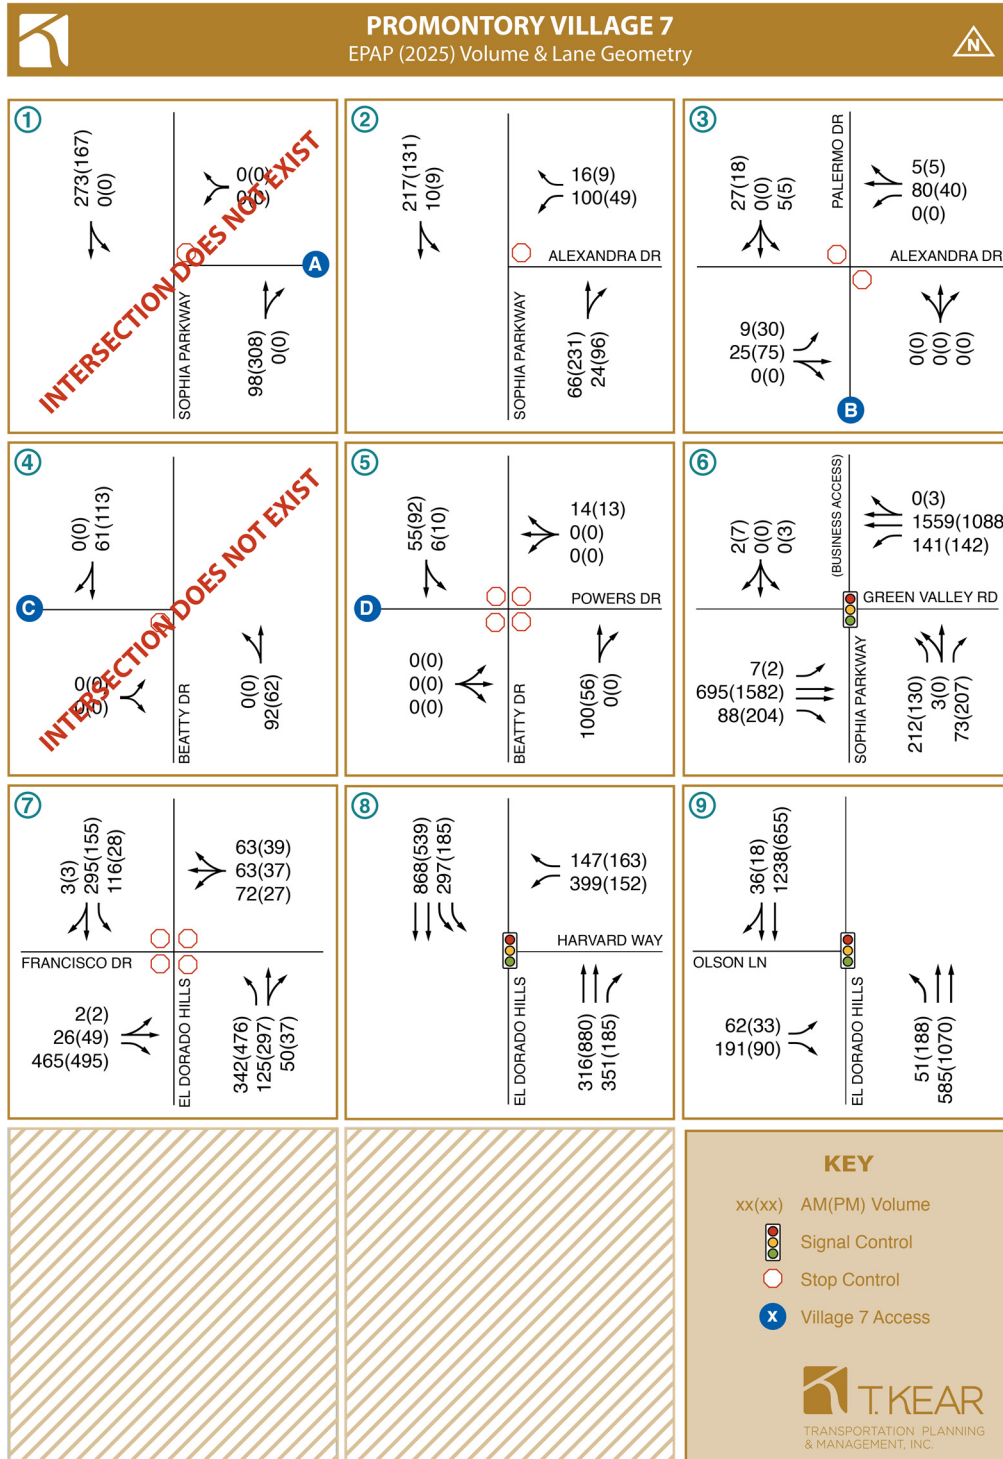 PROMONTORY VILLAGE 7
EPAP (2025) Volume & Lane Geometry
N
1
273(167)
0(0)
0(0)
0(0)
A
SOPHIA PARKWAY
98(308)
0(0)
INTERSECTION DOES NOT EXIST
2
217(131)
10(9)
16(9)
100(49)
ALEXANDRA DR
SOPHIA PARKWAY
66(231)
24(96)
3
27(18)
0(0)
5(5)
PALERMO DR
5(5)
80(40)
0(0)
ALEXANDRA DR
9(30)
25(75)
0(0)
0(0)
0(0)
0(0)
B
4
0(0)
61(113)
C
0(0)
0(0)
BEATTY DR
0(0)
92(62)
INTERSECTION DOES NOT EXIST
5
55(92)
6(10)
14(13)
0(0)
0(0)
D
POWERS DR
0(0)
0(0)
0(0)
BEATTY DR
100(56)
0(0)
6
2(7)
0(0)
0(3)
(BUSINESS ACCESS)
0(3)
1559(1088
141(142)
GREEN VALLEY RD
7(2)
695(1582)
88(204)
SOPHIA PARKWAY
212(130)
3(0)
73(207)
7
3(3)
295(155)
116(28)
63(39)
63(37)
72(27)
FRANCISCO DR
2(2)
26(49)
465(495)
EL DORADO HILLS
342(476)
125(297)
50(37)
8
868(539)
297(185)
147(163)
399(152)
HARVARD WAY
EL DORADO HILLS
316(880)
351(185)
9
36(18)
1238(655)
OLSON LN
62(33)
191(90)
EL DORADO HILLS
51(188)
585(1070)
KEY
xx(xx) AM(PM) Volume
Signal Control
Stop Control
X Village 7 Access
T.KEAR
TRANSPORTATION PLANNING
& MANAGEMENT, INC.